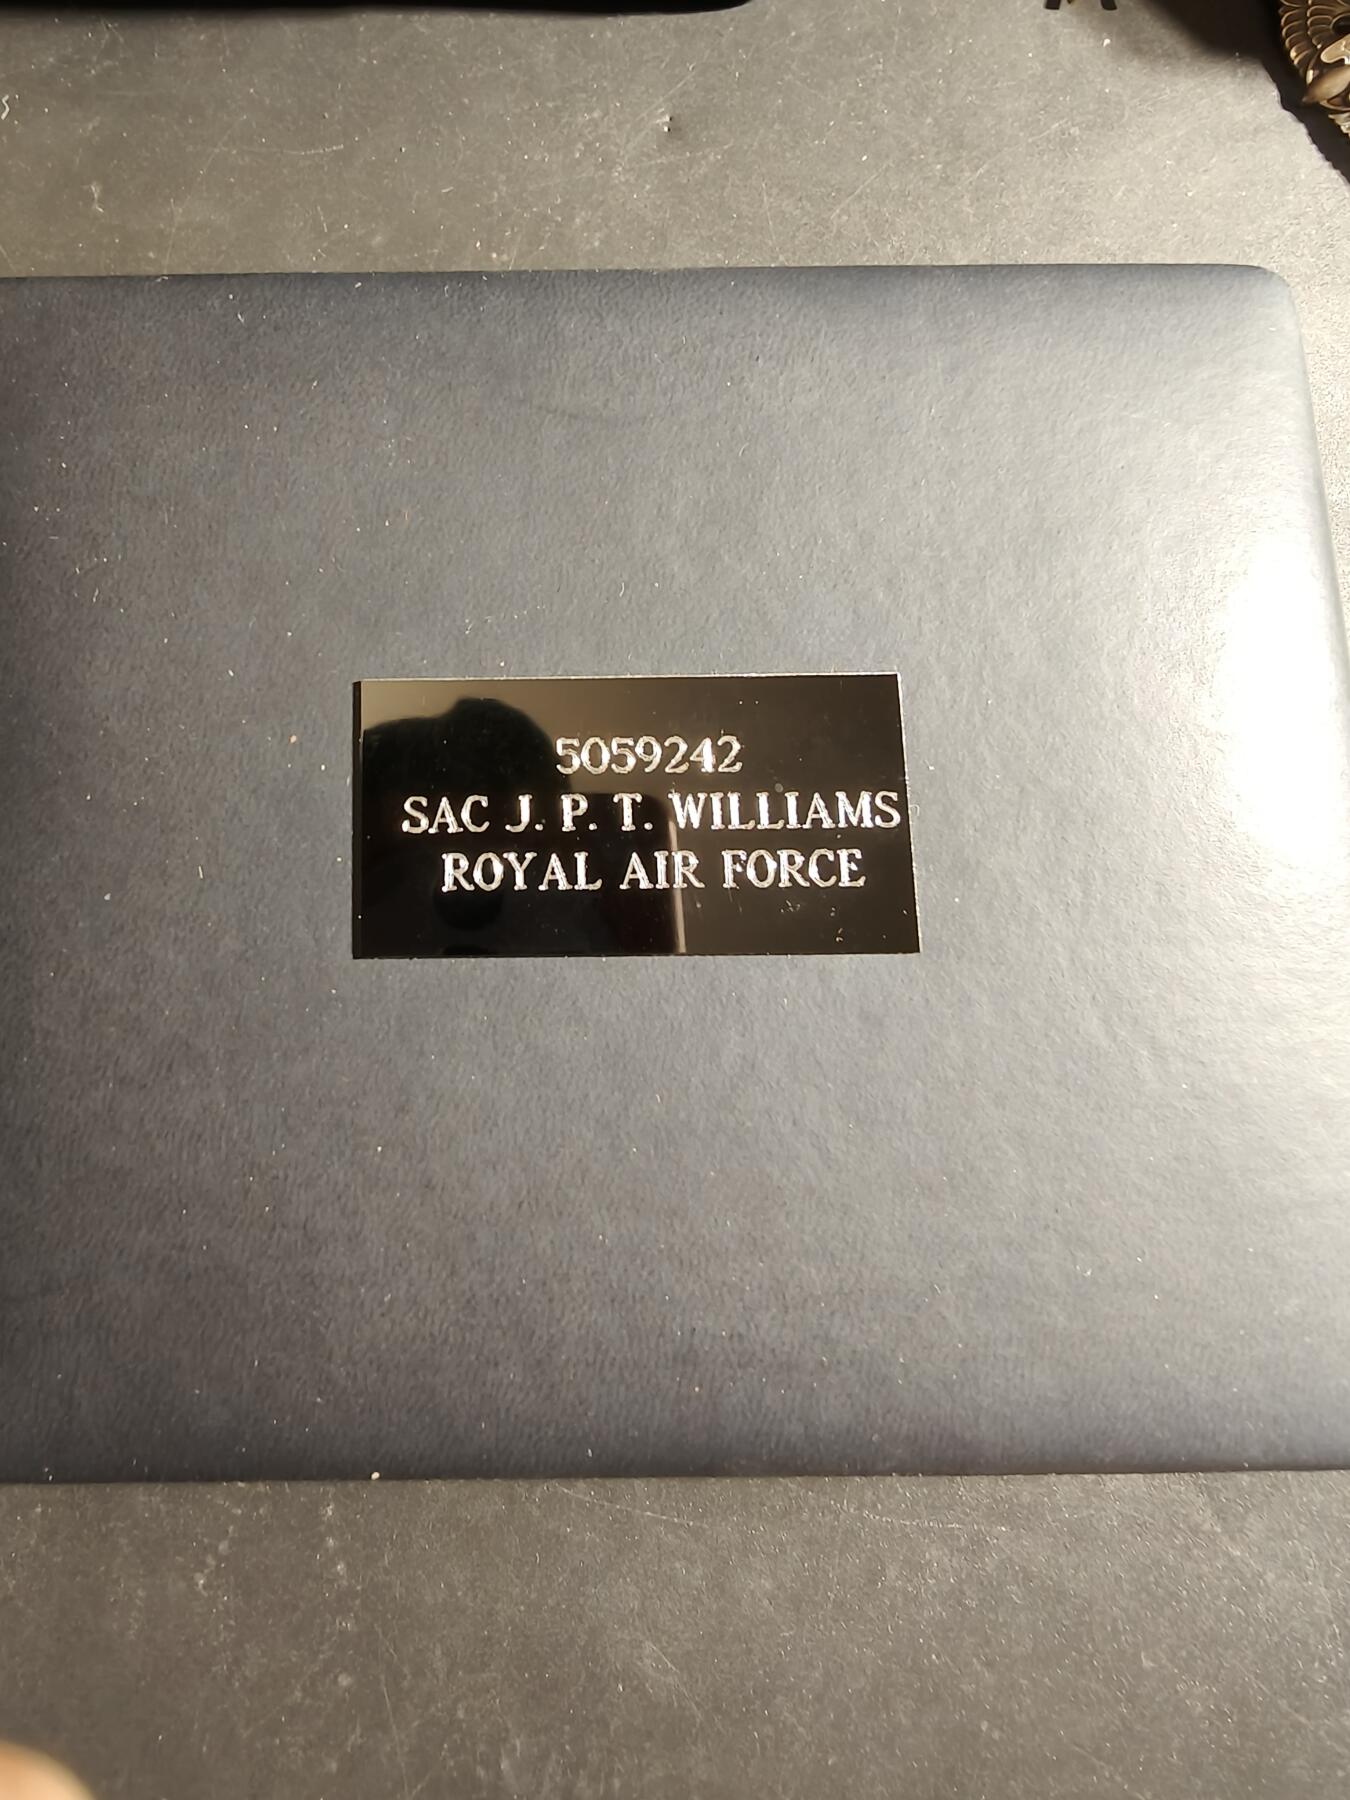 5059242
SAC J. P. T. WILLIAMS
ROYAL AIR FORCE